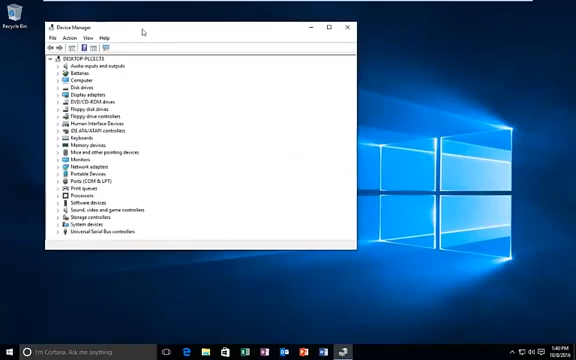 Recycle Bin
Device Manager
File Action View Help
DESKTOP-PLCECT3
Audio inputs and outputs
Batteries
Computer
Disk drives
Display adapters
DVD/CD-ROM drives
Floppy disk drives
Floppy drive controllers
Human Interface Devices
IDE ATA/ATAPI controllers
Keyboards
Memory devices
Mice and other pointing devices
Monitors
Network adapters
Portable Devices
Ports (COM & LPT)
Print queues
Processors
Software devices
Sound, video and game controllers
Storage controllers
System devices
Universal Serial Bus controllers
I'm Cortana. Ask me anything.
1:40 PM
10/8/2016